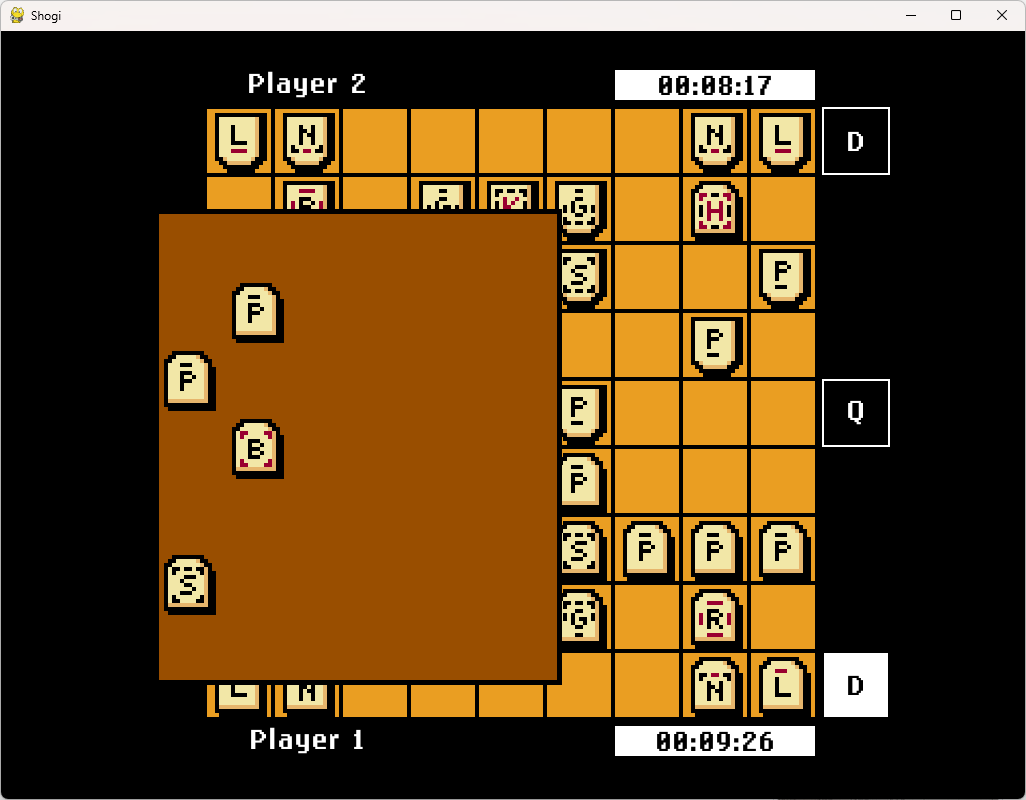 Shogi
Player 2 00:08:17
L N N L D
R G K G H
P S P
P P
P Q
B P
S S P P P
G R
L N N L D
Player 1 00:09:26